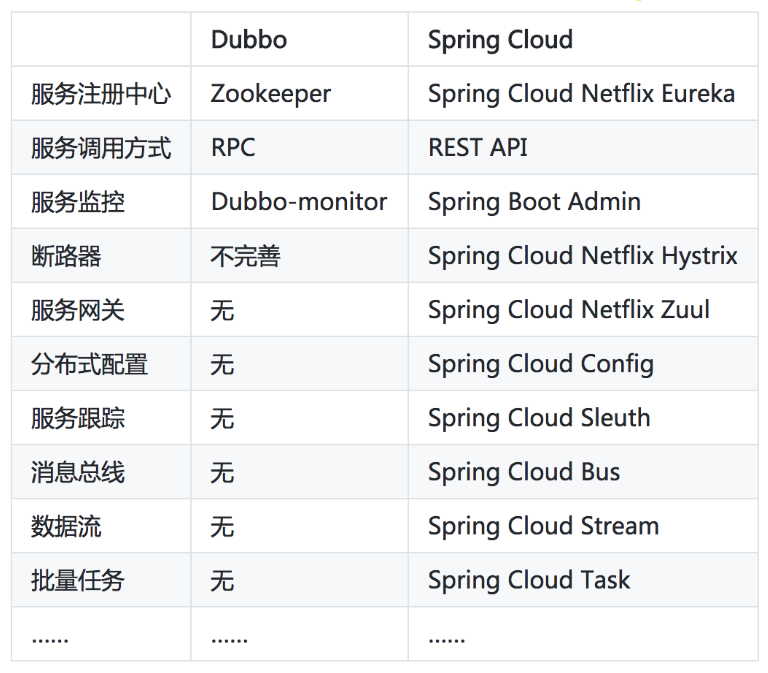 Dubbo Spring Cloud
服务注册中心 Zookeeper Spring Cloud Netflix Eureka
服务调用方式 RPC REST API
服务监控 Dubbo-monitor Spring Boot Admin
断路器 不完善 Spring Cloud Netflix Hystrix
服务网关 无 Spring Cloud Netflix Zuul
分布式配置 无 Spring Cloud Config
服务跟踪 无 Spring Cloud Sleuth
消息总线 无 Spring Cloud Bus
数据流 无 Spring Cloud Stream
批量任务 无 Spring Cloud Task
…… …… ……